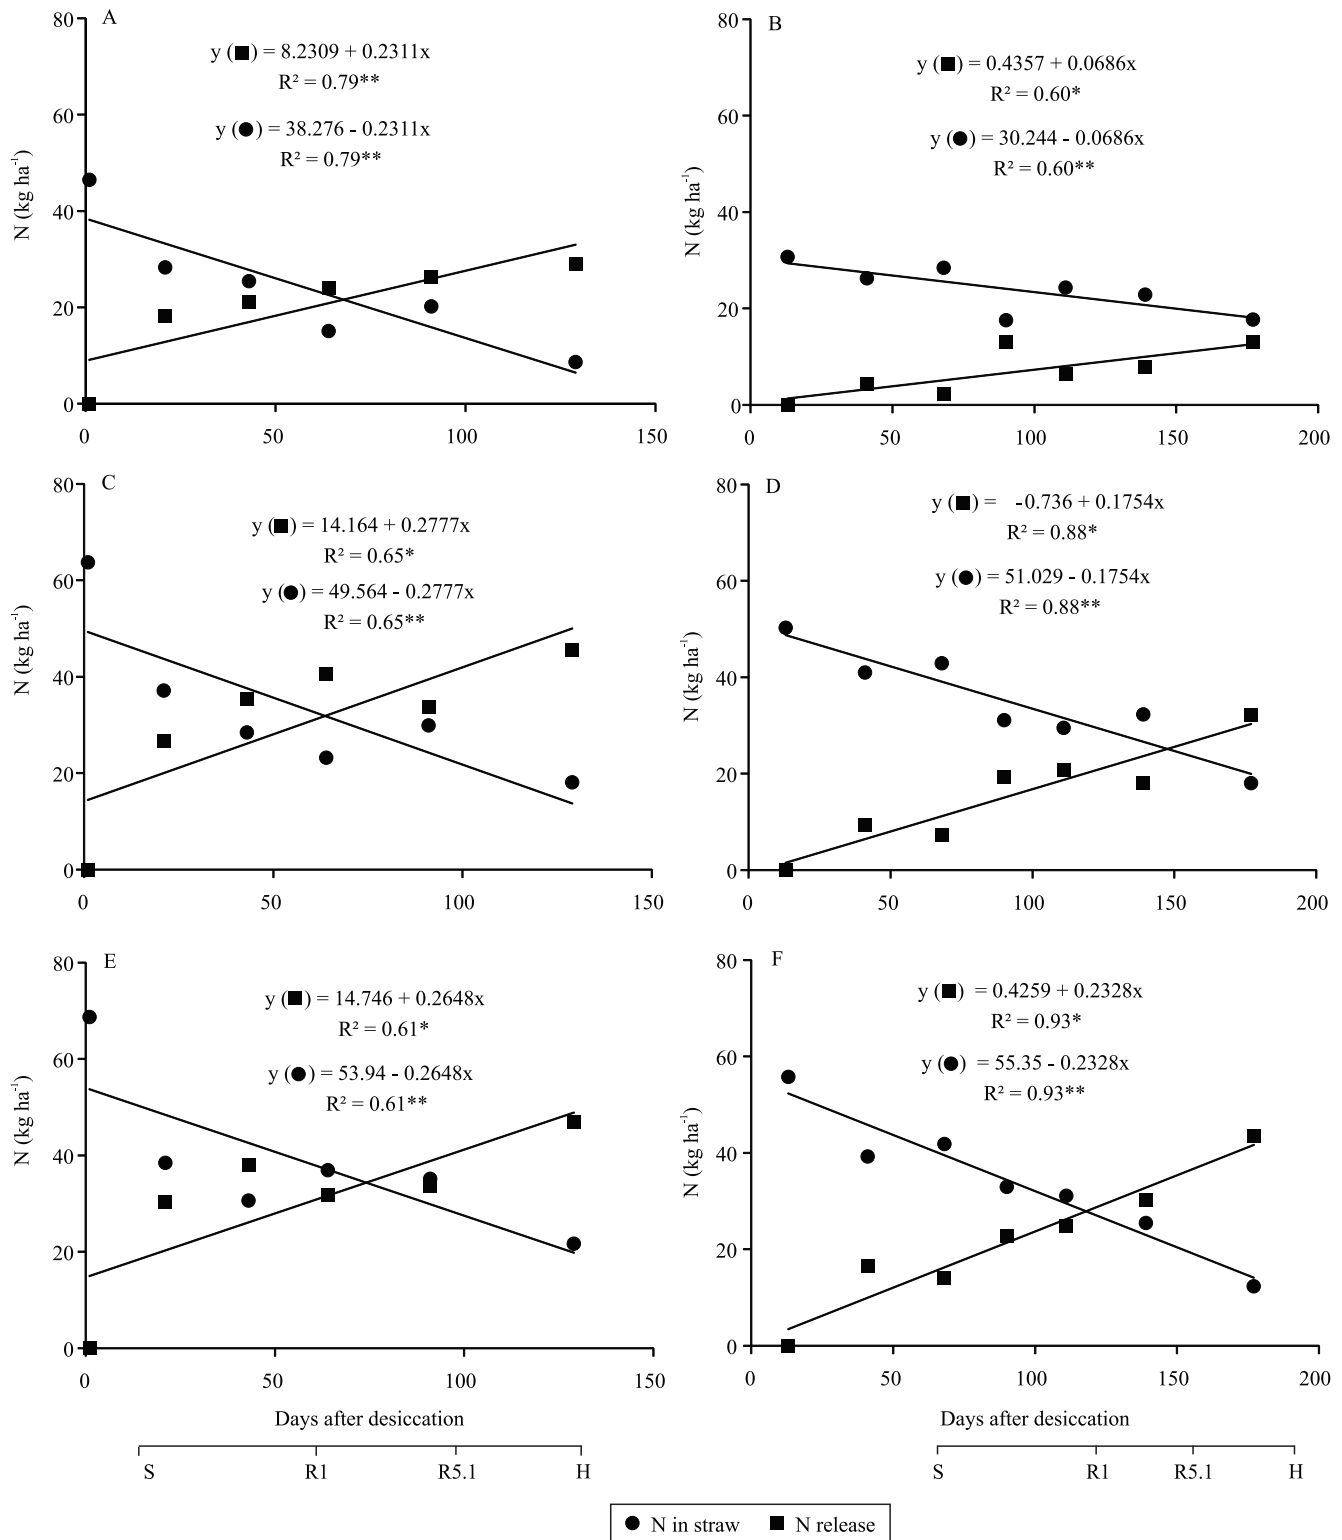 A
y (■) = 8.2309 + 0.2311x
R² = 0.79**
y (●) = 38.276 - 0.2311x
R² = 0.79**
N (kg ha⁻¹)
80
60
40
20
0
0 50 100 150
B
y (■) = 0.4357 + 0.0686x
R² = 0.60*
y (●) = 30.244 - 0.0686x
R² = 0.60**
N (kg ha⁻¹)
80
60
40
20
0
0 50 100 150 200
C
y (■) = 14.164 + 0.2777x
R² = 0.65*
y (●) = 49.564 - 0.2777x
R² = 0.65**
N (kg ha⁻¹)
80
60
40
20
0
0 50 100 150
D
y (■) = -0.736 + 0.1754x
R² = 0.88*
y (●) = 51.029 - 0.1754x
R² = 0.88**
N (kg ha⁻¹)
80
60
40
20
0
0 50 100 150 200
E
y (■) = 14.746 + 0.2648x
R² = 0.61*
y (●) = 53.94 - 0.2648x
R² = 0.61**
N (kg ha⁻¹)
80
60
40
20
0
0 50 100 150
Days after desiccation
S R1 R5.1 H
F
y (■) = 0.4259 + 0.2328x
R² = 0.93*
y (●) = 55.35 - 0.2328x
R² = 0.93**
N (kg ha⁻¹)
80
60
40
20
0
0 50 100 150 200
Days after desiccation
S R1 R5.1 H
● N in straw ■ N release